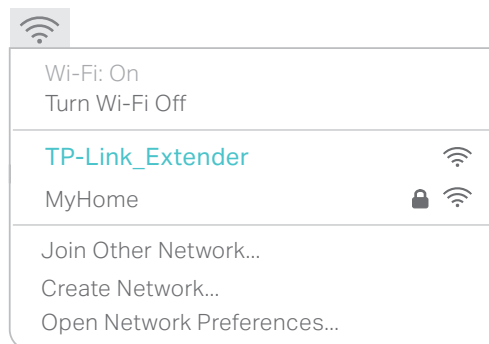 Wi-Fi: On
Turn Wi-Fi Off
TP-Link_Extender
MyHome
Join Other Network...
Create Network...
Open Network Preferences...